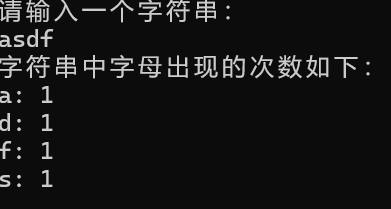 请输入一个字符串：
asdf
字符串中字母出现的次数如下：
a: 1
d: 1
f: 1
s: 1